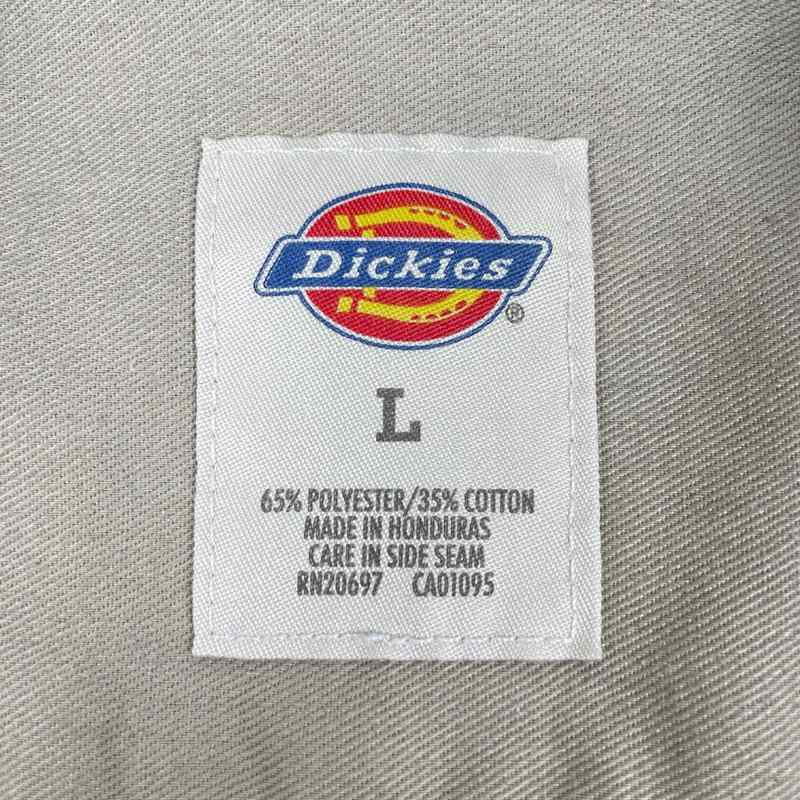 Dickies
®
L
65% POLYESTER/35% COTTON
MADE IN HONDURAS
CARE IN SIDE SEAM
RN20697 CA01095